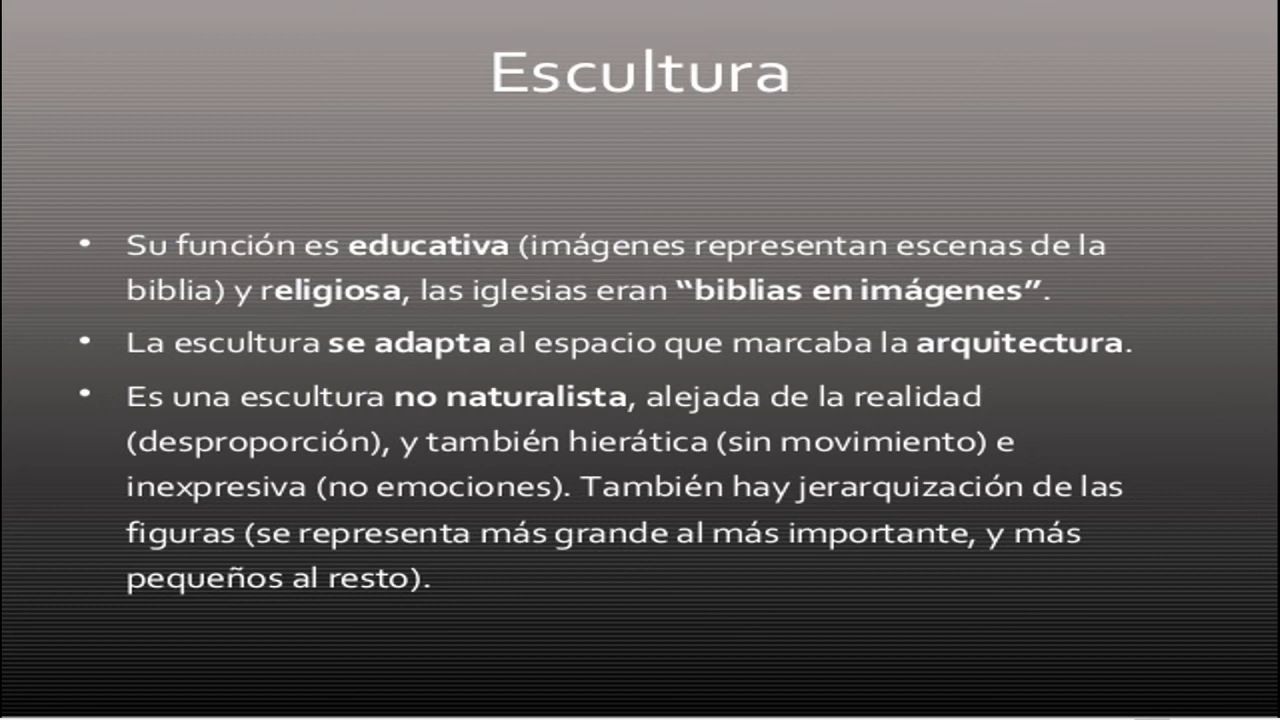 Escultura
• Su función es educativa (imágenes representan escenas de la
biblia) y religiosa, las iglesias eran “biblias en imágenes”.
• La escultura se adapta al espacio que marcaba la arquitectura.
• Es una escultura no naturalista, alejada de la realidad
(desproporción), y también hierática (sin movimiento) e
inexpresiva (no emociones). También hay jerarquización de las
figuras (se representa más grande al más importante, y más
pequeños al resto).